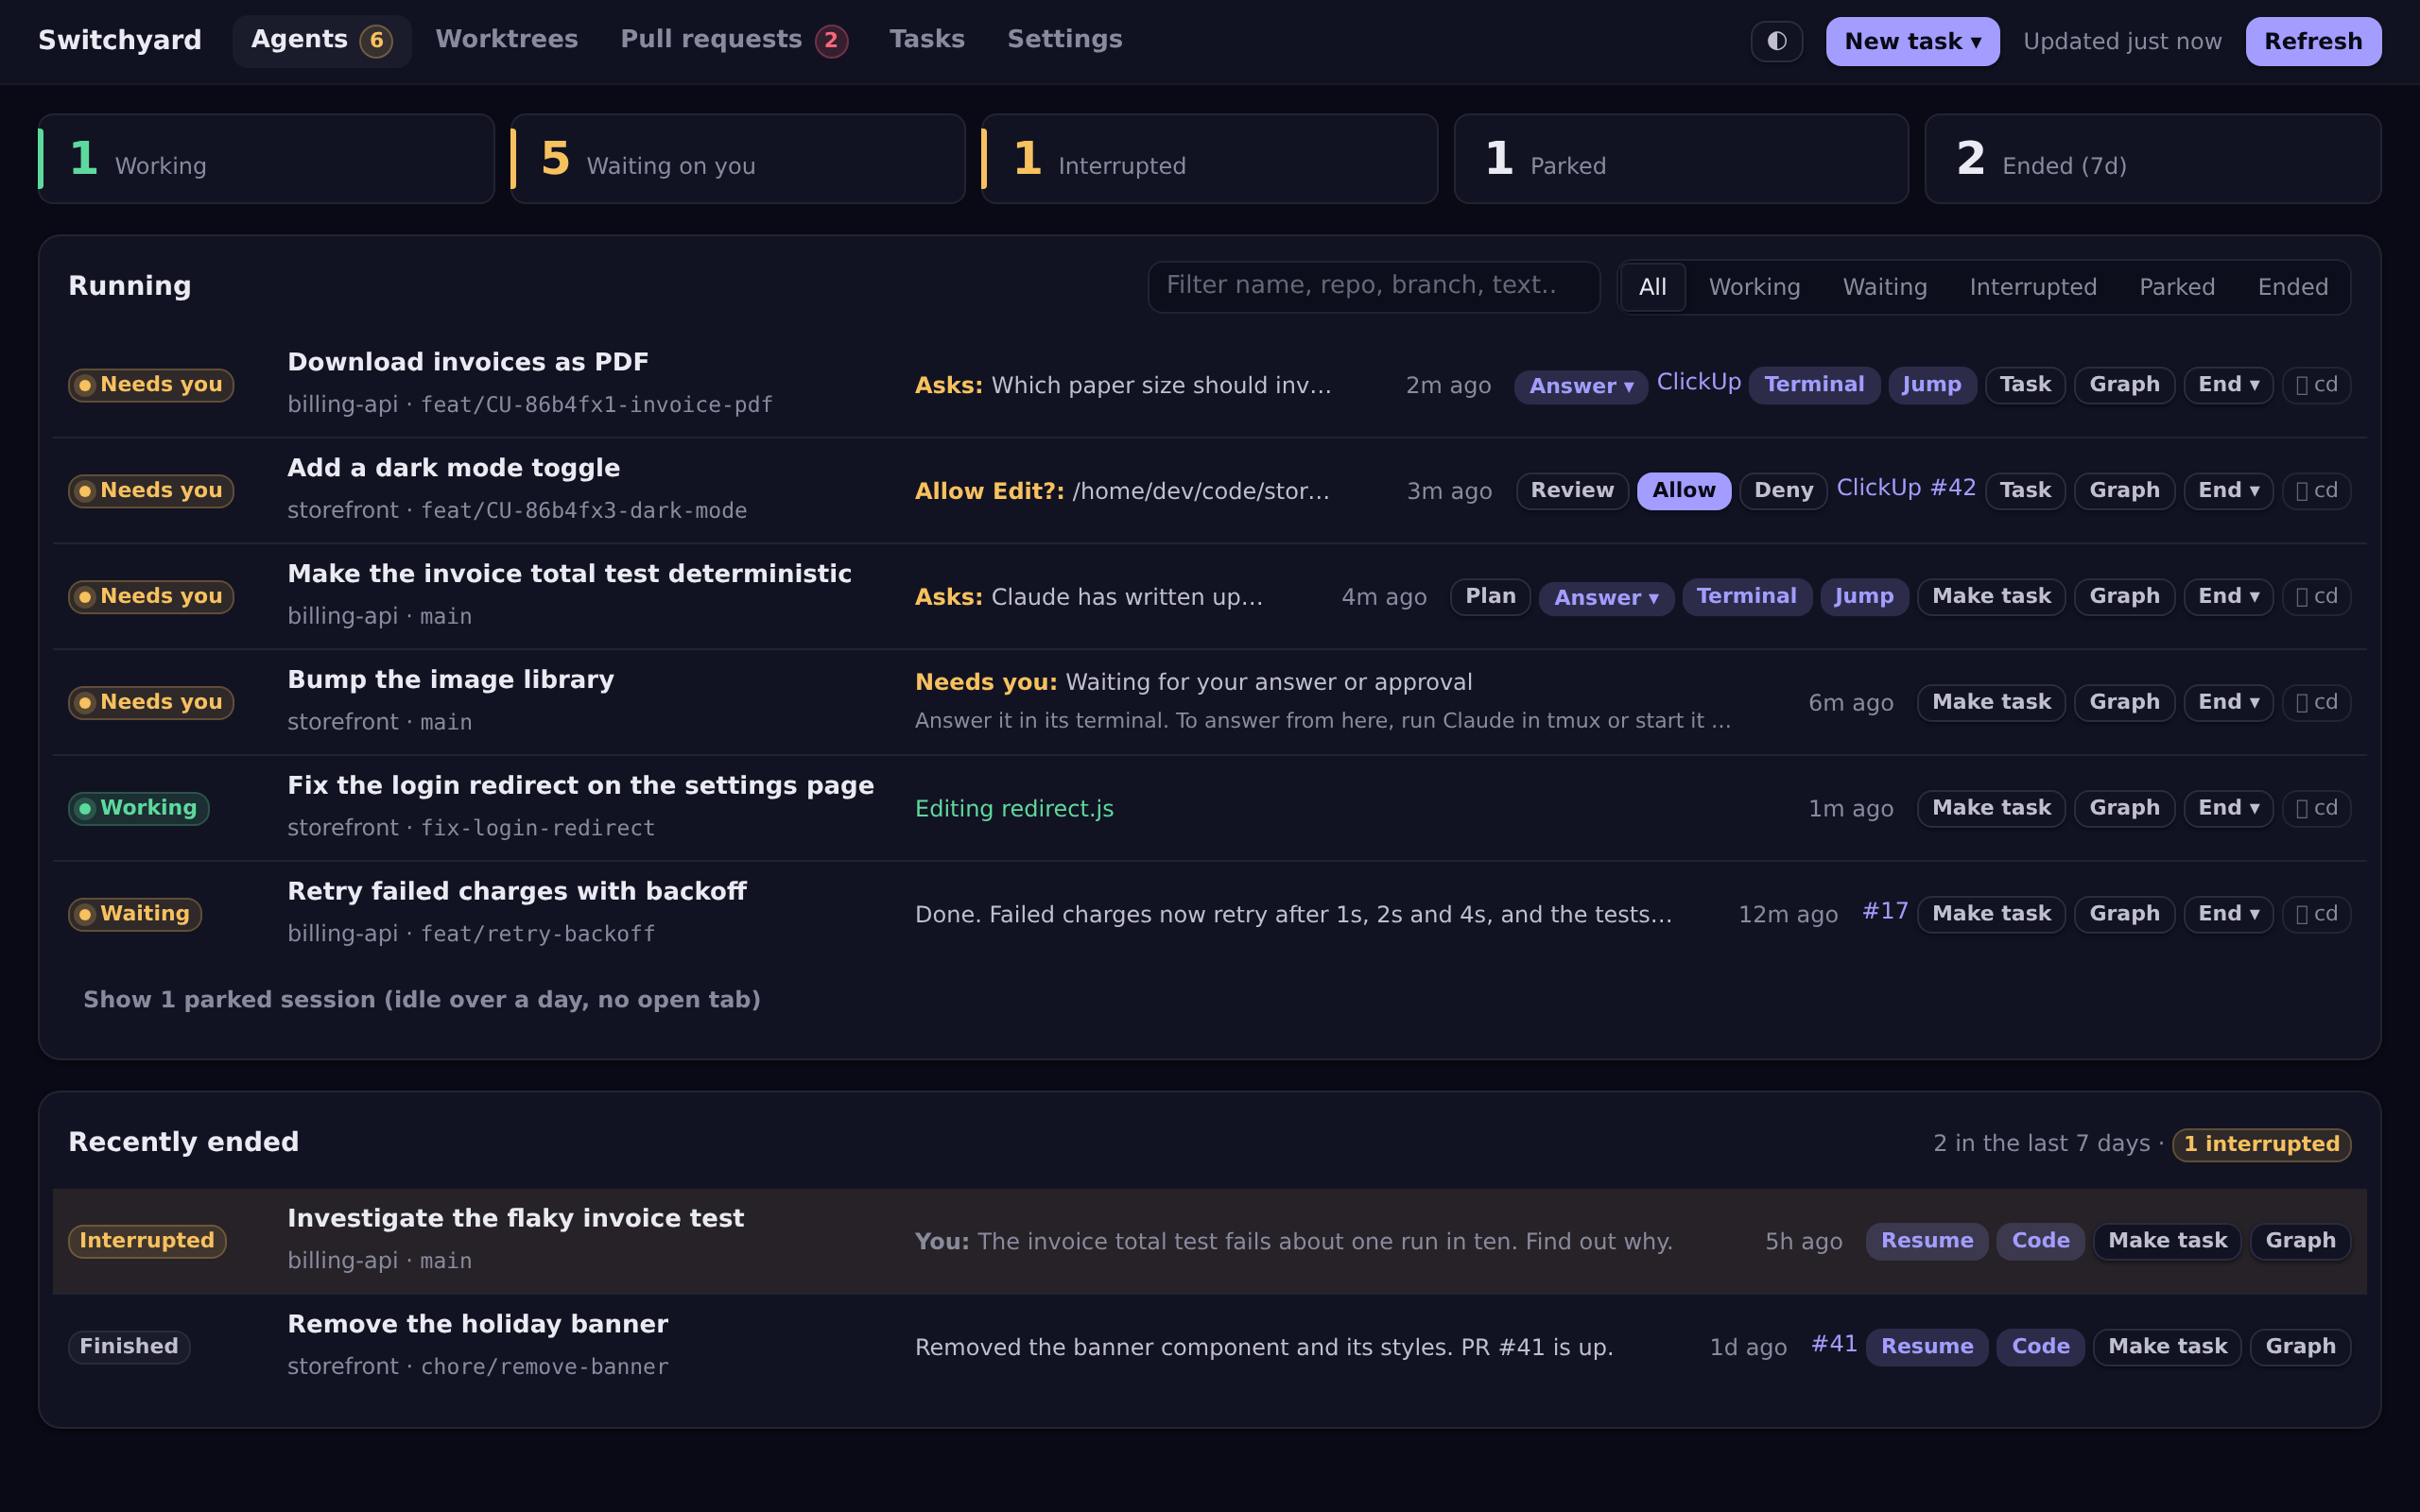 Switchyard Agents 6 Worktrees Pull requests 2 Tasks Settings New task ▾ Updated just now Refresh
1 Working 5 Waiting on you 1 Interrupted 1 Parked 2 Ended (7d)
Running Filter name, repo, branch, text.. All Working Waiting Interrupted Parked Ended
Needs you Download invoices as PDF Asks: Which paper size should inv… 2m ago Answer ▾ ClickUp Terminal Jump Task Graph End ▾ cd
billing-api · feat/CU-86b4fx1-invoice-pdf
Needs you Add a dark mode toggle Allow Edit?: /home/dev/code/stor… 3m ago Review Allow Deny ClickUp #42 Task Graph End ▾ cd
storefront · feat/CU-86b4fx3-dark-mode
Needs you Make the invoice total test deterministic Asks: Claude has written up… 4m ago Plan Answer ▾ Terminal Jump Make task Graph End ▾ cd
billing-api · main
Needs you Bump the image library Needs you: Waiting for your answer or approval 6m ago Make task Graph End ▾ cd
storefront · main Answer it in its terminal. To answer from here, run Claude in tmux or start it …
Working Fix the login redirect on the settings page Editing redirect.js 1m ago Make task Graph End ▾ cd
storefront · fix-login-redirect
Waiting Retry failed charges with backoff Done. Failed charges now retry after 1s, 2s and 4s, and the tests… 12m ago #17 Make task Graph End ▾ cd
billing-api · feat/retry-backoff
Show 1 parked session (idle over a day, no open tab)
Recently ended 2 in the last 7 days · 1 interrupted
Interrupted Investigate the flaky invoice test You: The invoice total test fails about one run in ten. Find out why. 5h ago Resume Code Make task Graph
billing-api · main
Finished Remove the holiday banner Removed the banner component and its styles. PR #41 is up. 1d ago #41 Resume Code Make task Graph
storefront · chore/remove-banner